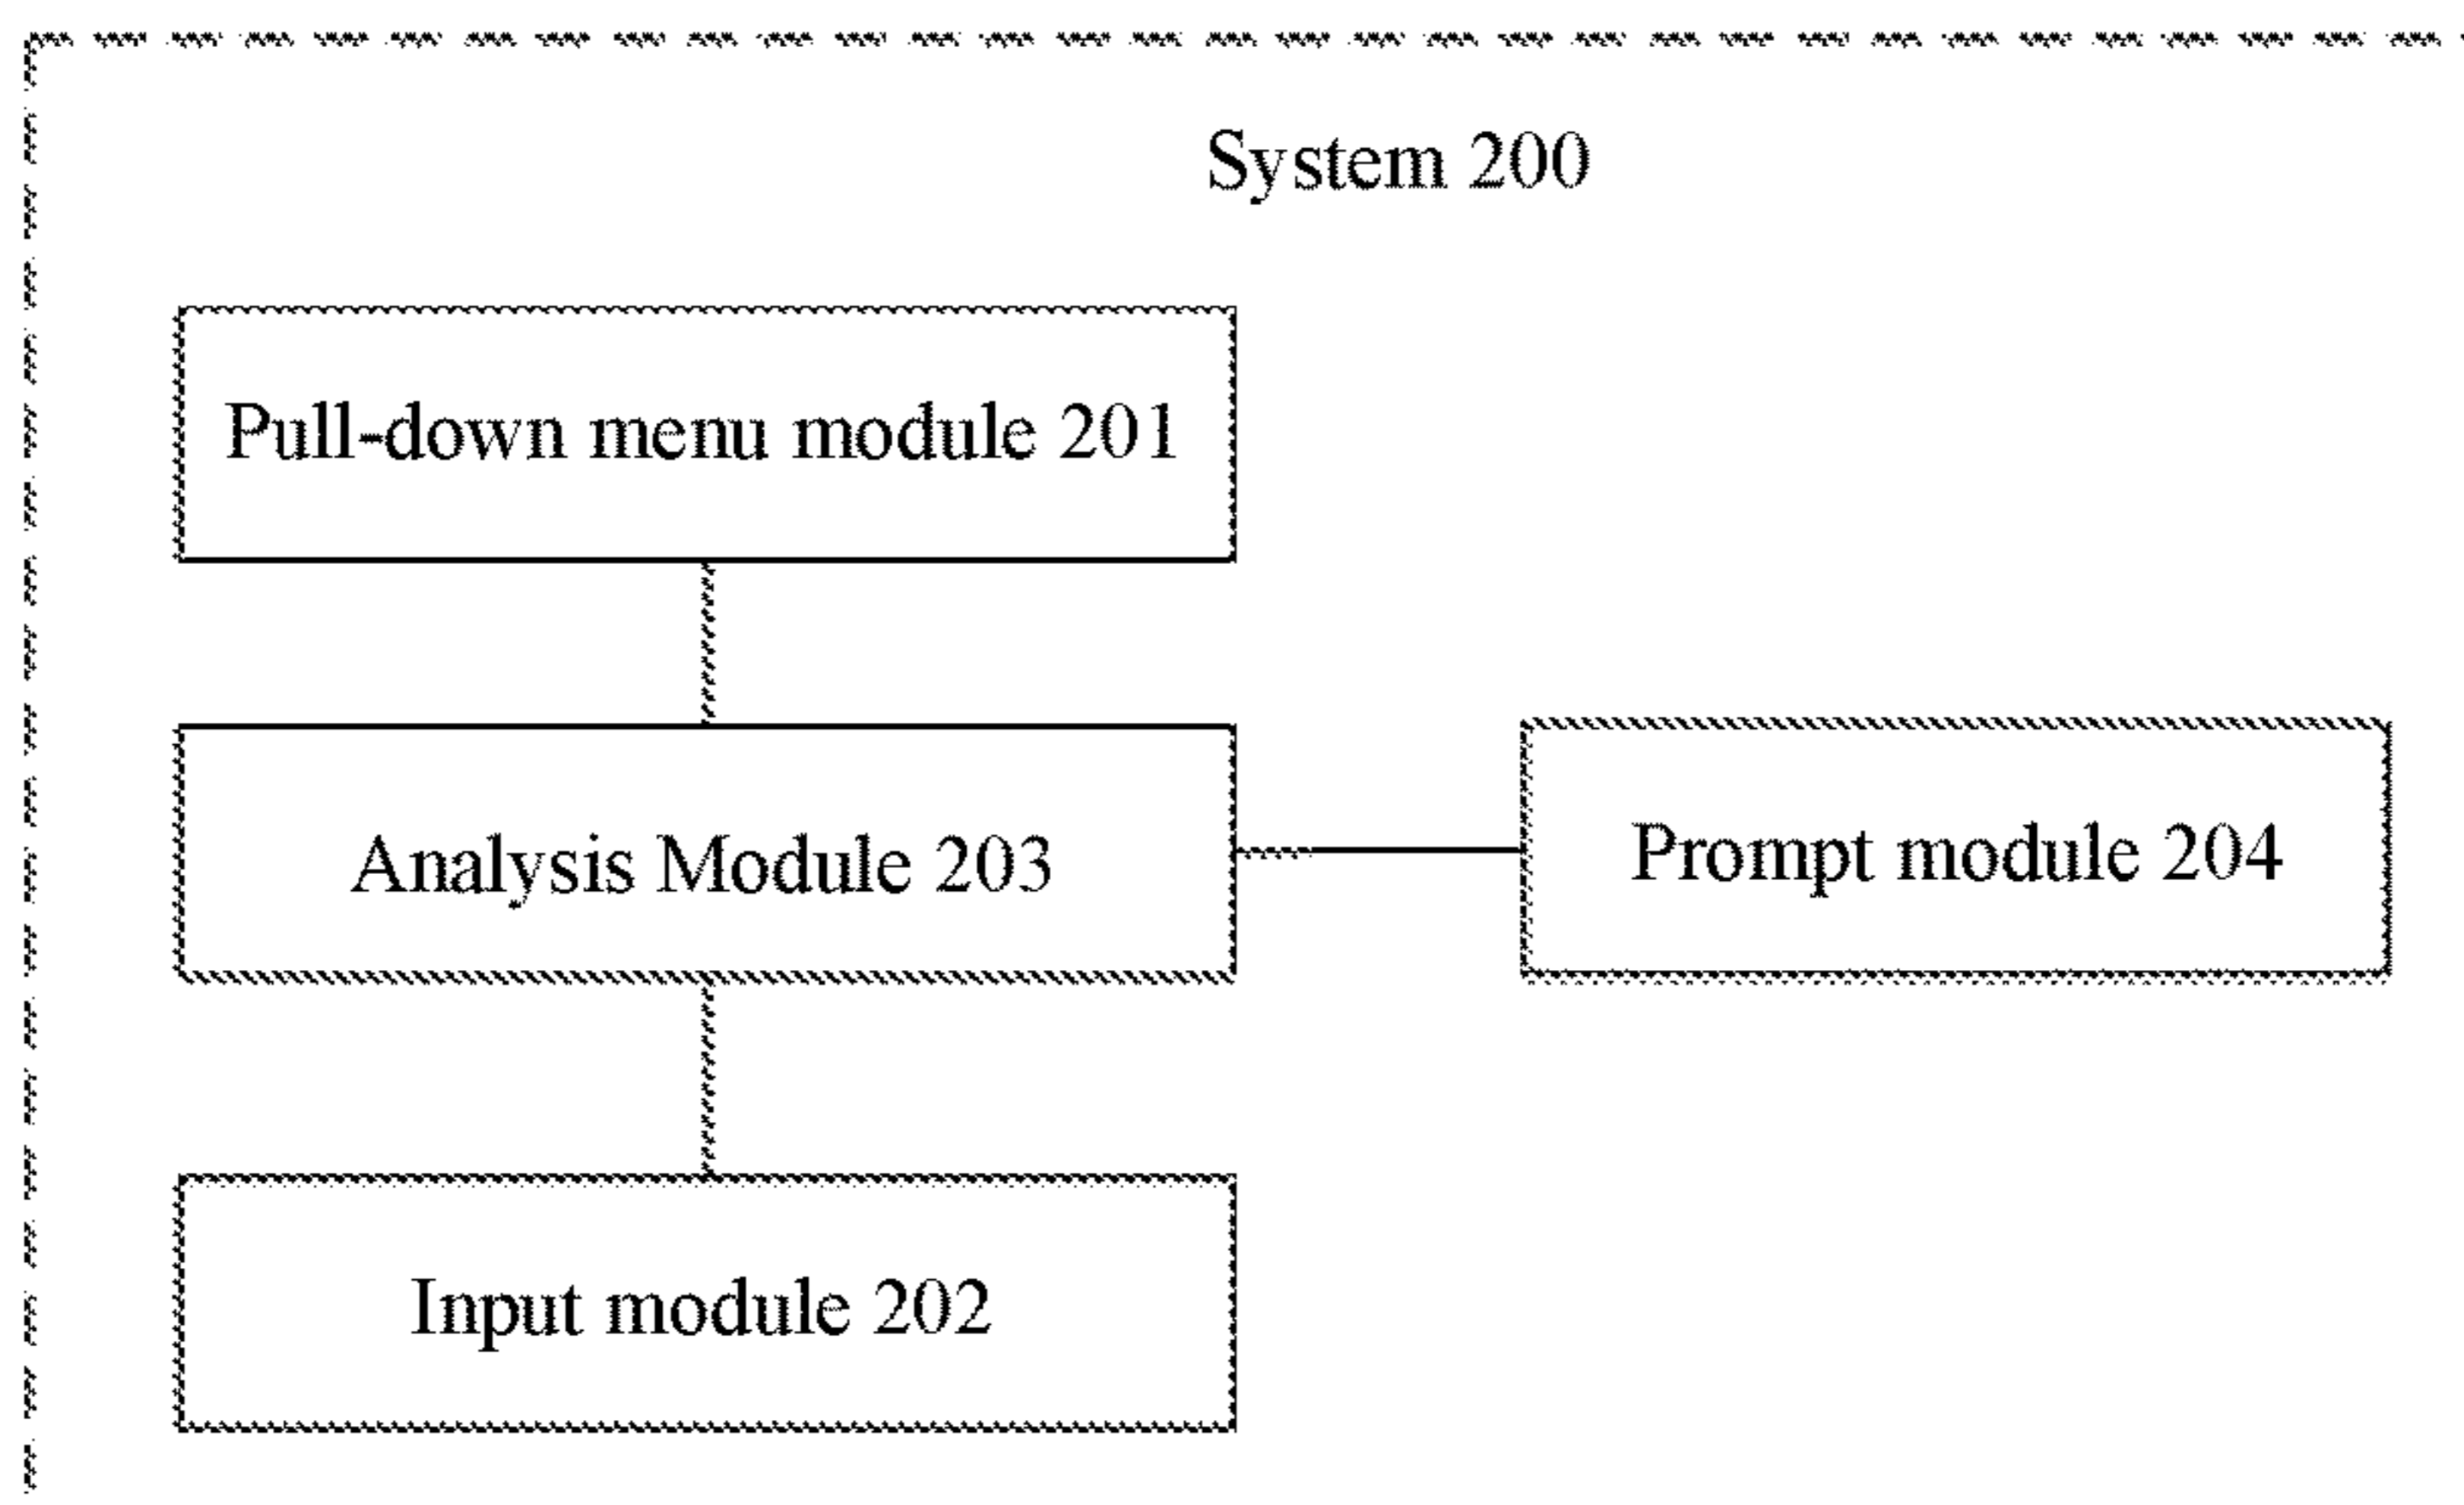 System 200
Pull-down menu module 201
Analysis Module 203
Prompt module 204
Input module 202